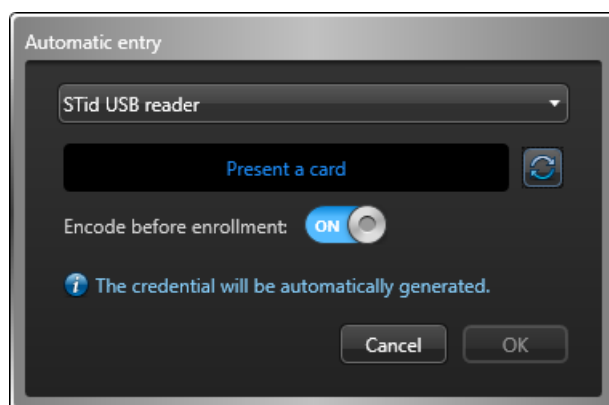 Automatic entry
STid USB reader
Present a card
Encode before enrollment:
ON
The credential will be automatically generated.
Cancel
OK